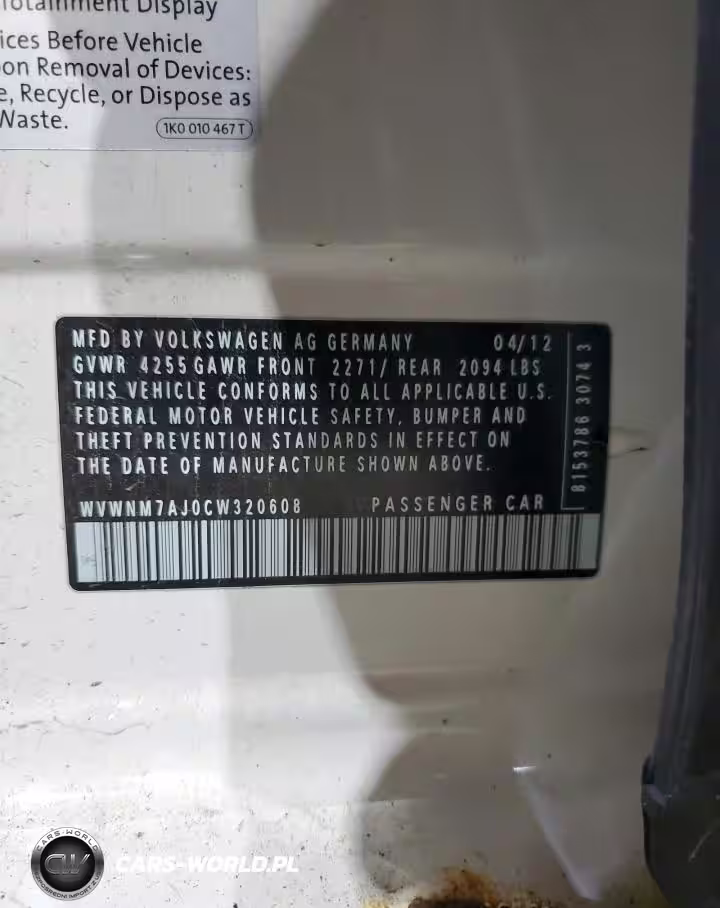 Display
ices Before Vehicle
on Removal of Devices:
e, Recycle, or Dispose as
Waste.
1K0 010 467 T
MFD BY VOLKSWAGEN AG GERMANY 04/12
GVWR 4255 GAWR FRONT 2271/ REAR 2094 LBS
THIS VEHICLE CONFORMS TO ALL APPLICABLE U.S.
FEDERAL MOTOR VEHICLE SAFETY, BUMPER AND
THEFT PREVENTION STANDARDS IN EFFECT ON
THE DATE OF MANUFACTURE SHOWN ABOVE.
WVWNM7AJ0CW320608 PASSENGER CAR
8153786 3074 3
CARS-WORLD
CW
CARS-WORLD.PL